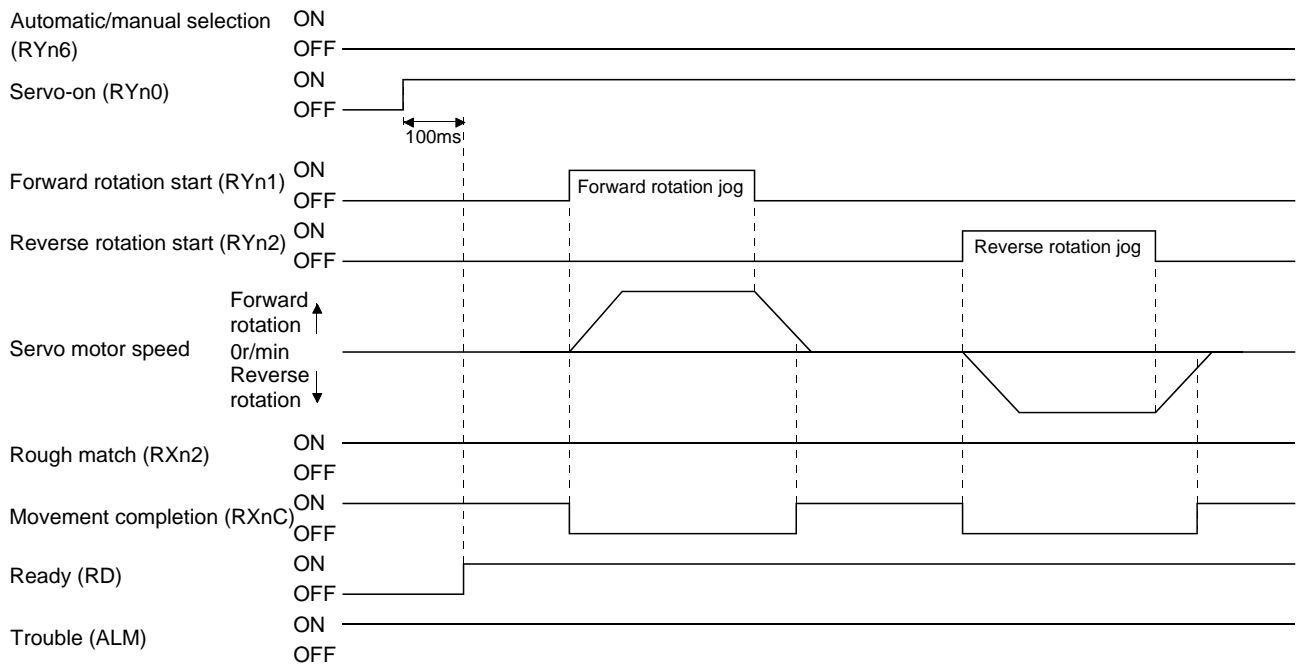 Automatic/manual selection
(RYn6)
ON
OFF
Servo-on (RYn0)
ON
OFF
100ms
Forward rotation start (RYn1)
ON
OFF
Forward rotation jog
Reverse rotation start (RYn2)
ON
OFF
Reverse rotation jog
Servo motor speed
Forward
rotation
0r/min
Reverse
rotation
Rough match (RXn2)
ON
OFF
Movement completion (RXnC)
ON
OFF
Ready (RD)
ON
OFF
Trouble (ALM)
ON
OFF